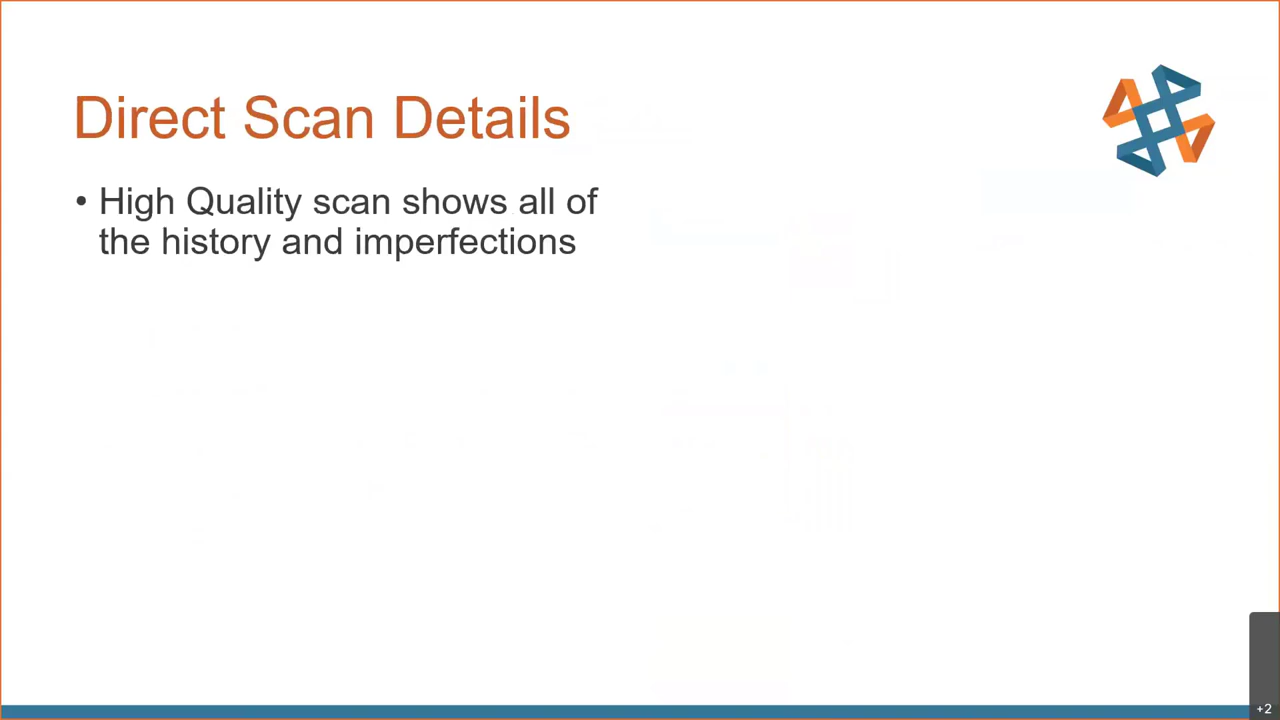 Direct Scan Details
• High Quality scan shows all of
the history and imperfections
+2